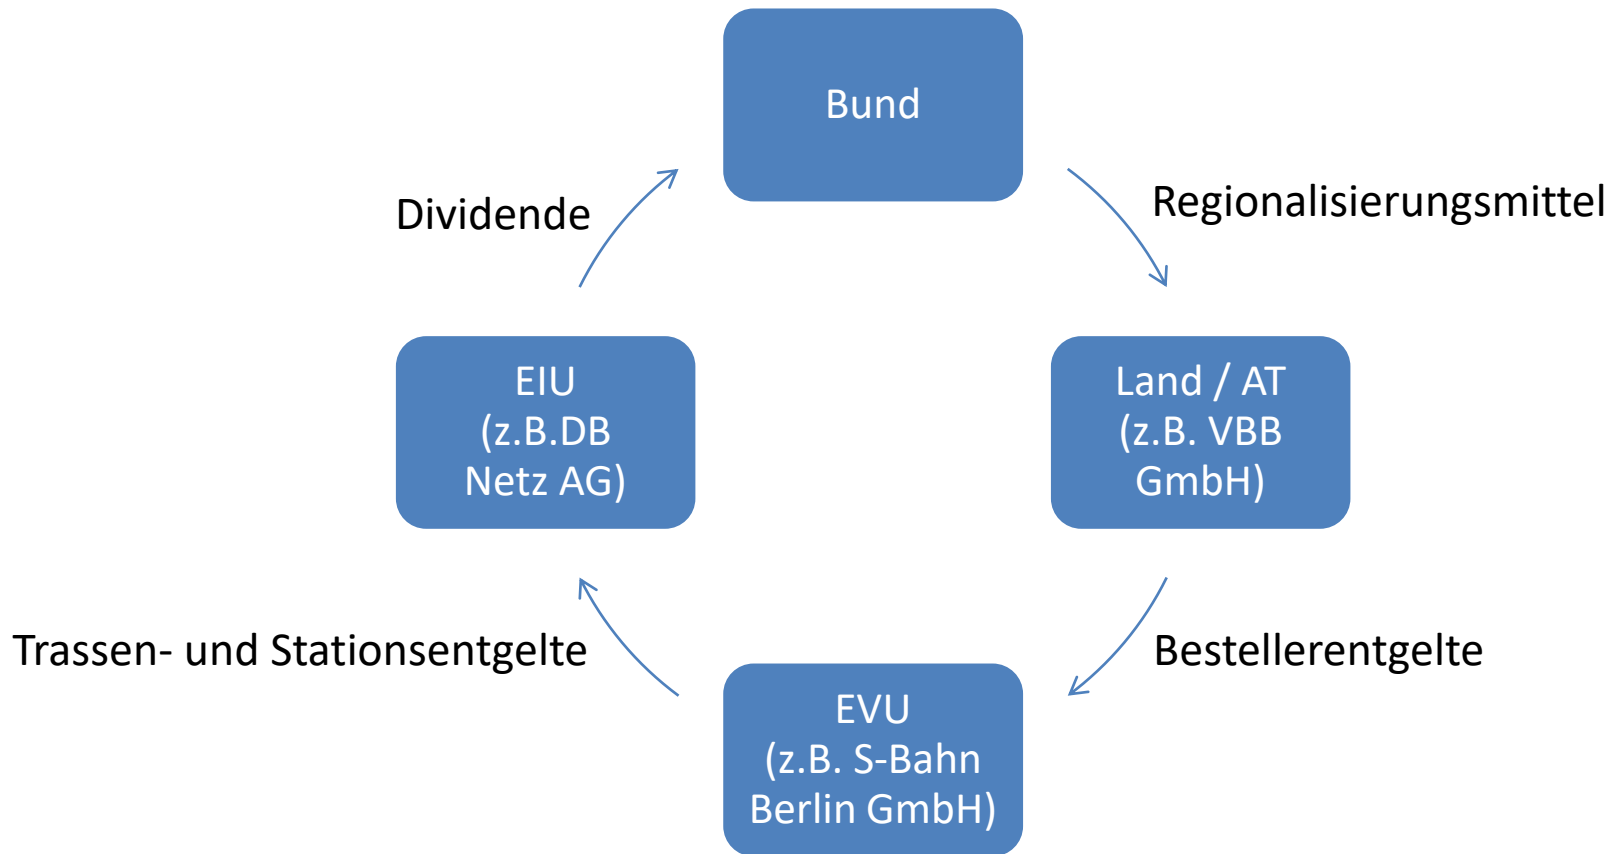 Bund
Dividende
Regionalisierungsmittel
EIU
(z.B.DB
Netz AG)
Land / AT
(z.B. VBB
GmbH)
Trassen- und Stationsentgelte
Bestellerentgelte
EVU
(z.B. S-Bahn
Berlin GmbH)